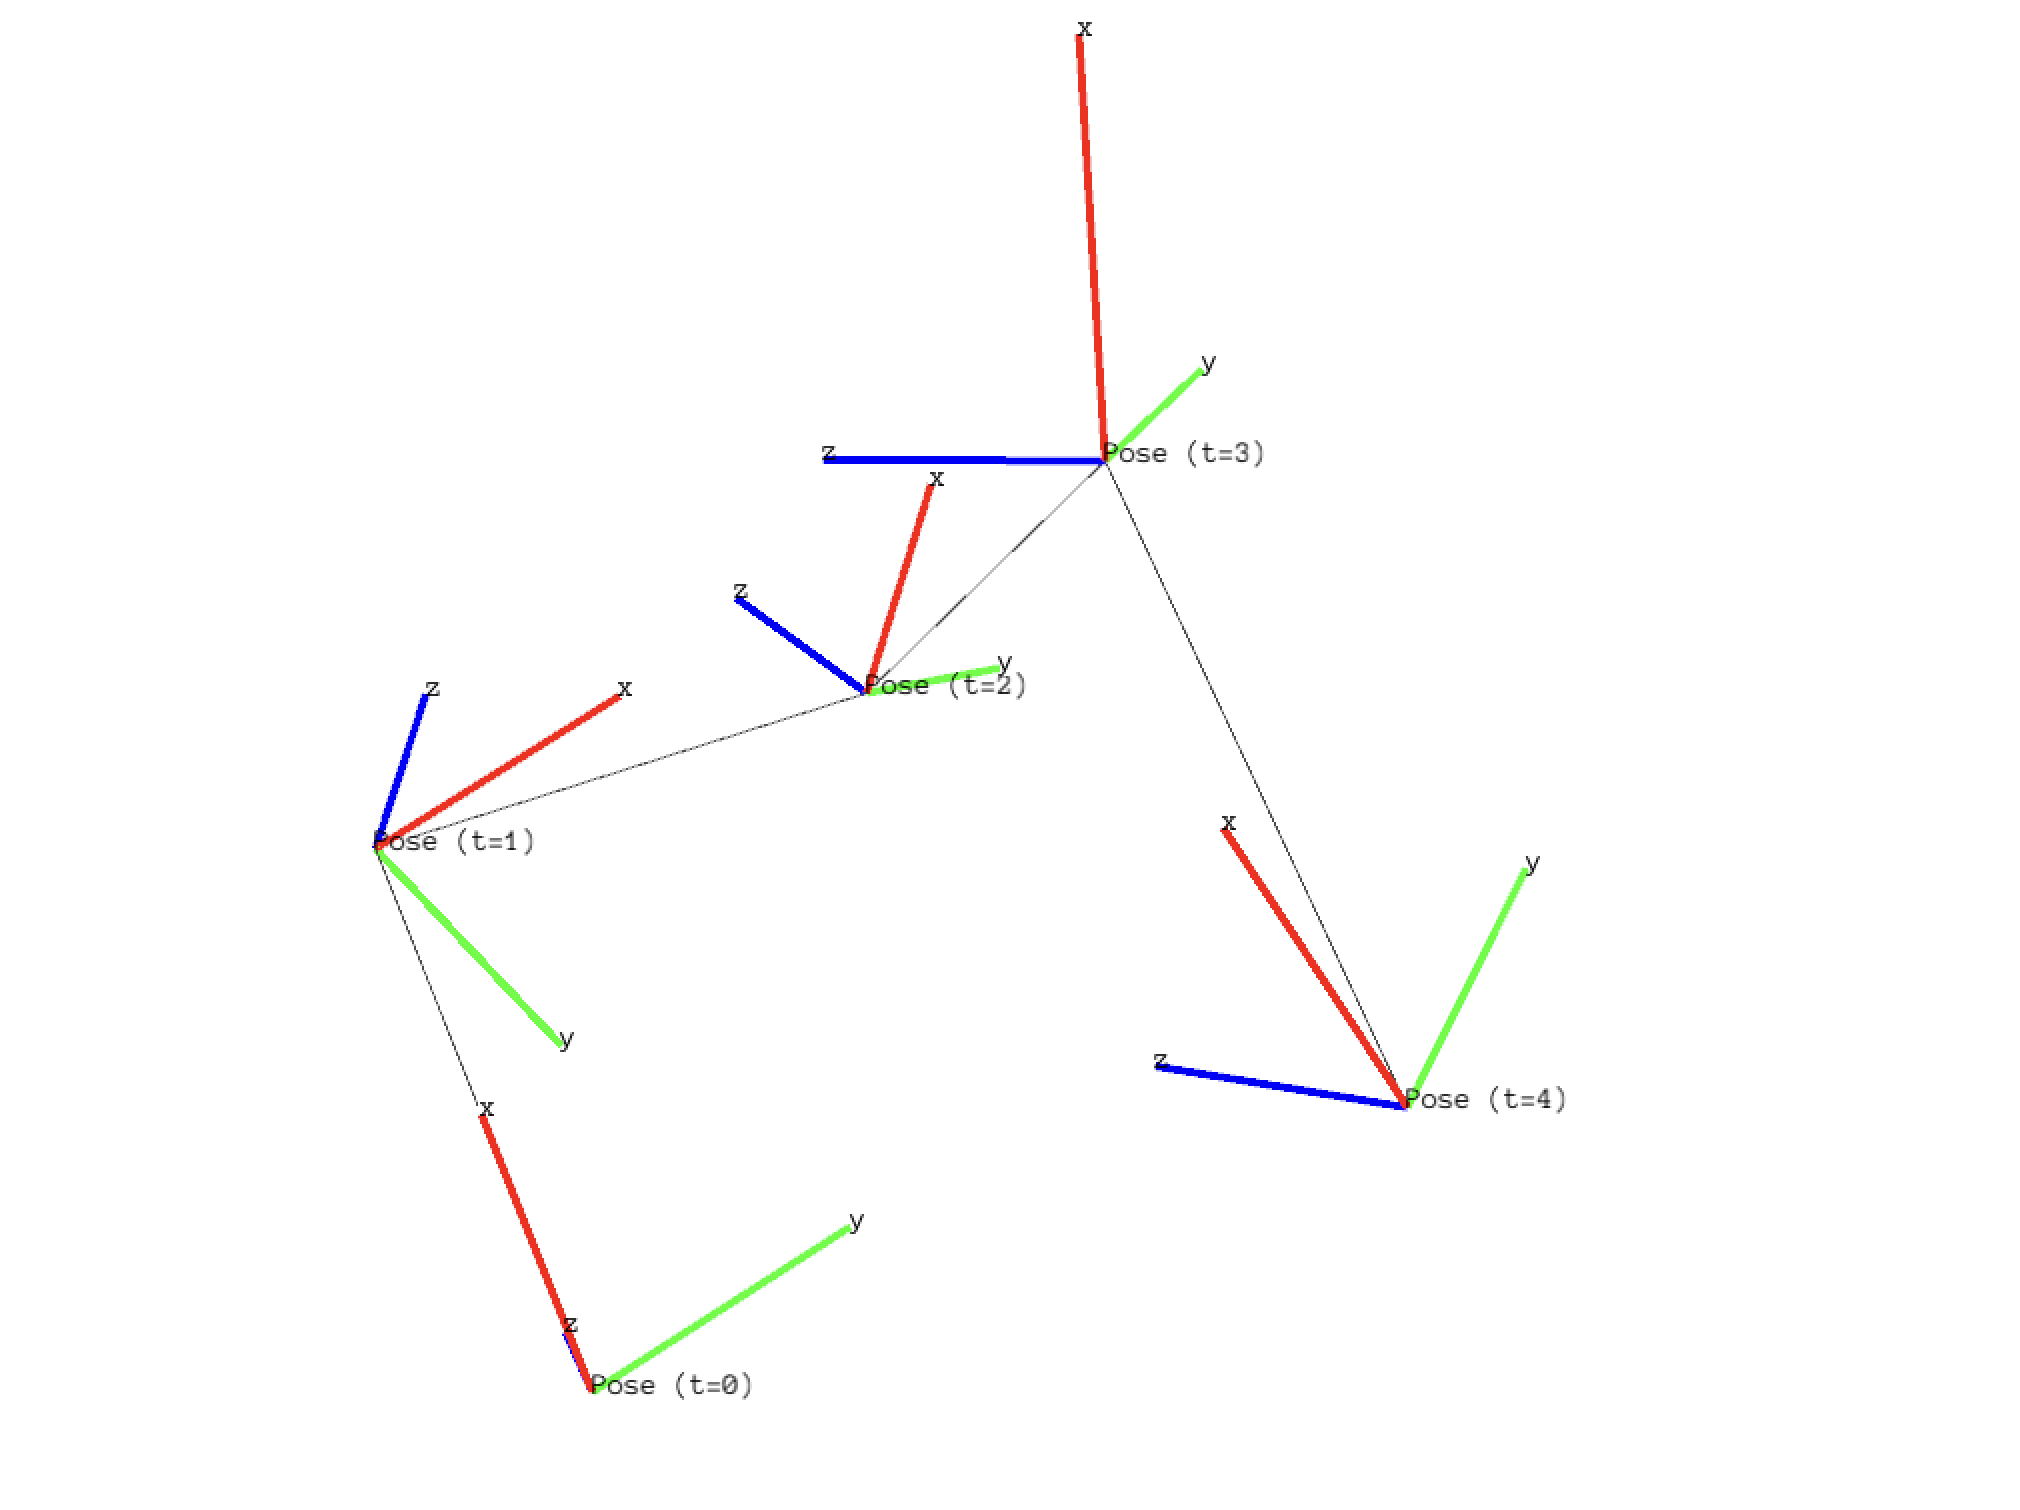 x
y
Pose (t=3)
z
x
z
y
Pose (t=2)
z
x
Pose (t=1)
x
y
y
z
Pose (t=4)
x
y
z
Pose (t=0)